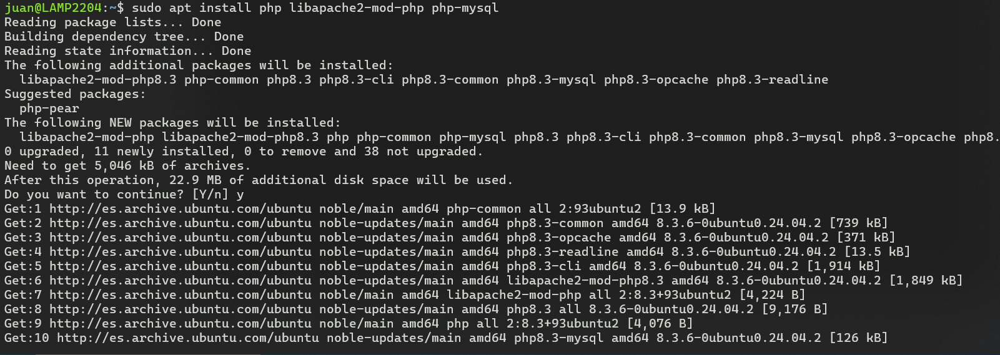 juan@LAMP2204:~$ sudo apt install php libapache2-mod-php php-mysql
Reading package lists... Done
Building dependency tree... Done
Reading state information... Done
The following additional packages will be installed:
  libapache2-mod-php8.3 php-common php8.3 php8.3-cli php8.3-common php8.3-mysql php8.3-opcache php8.3-readline
Suggested packages:
  php-pear
The following NEW packages will be installed:
  libapache2-mod-php libapache2-mod-php8.3 php php-common php-mysql php8.3 php8.3-cli php8.3-common php8.3-mysql php8.3-opcache php8.
0 upgraded, 11 newly installed, 0 to remove and 38 not upgraded.
Need to get 5,046 kB of archives.
After this operation, 22.9 MB of additional disk space will be used.
Do you want to continue? [Y/n] y
Get:1 http://es.archive.ubuntu.com/ubuntu noble/main amd64 php-common all 2:93ubuntu2 [13.9 kB]
Get:2 http://es.archive.ubuntu.com/ubuntu noble-updates/main amd64 php8.3-common amd64 8.3.6-0ubuntu0.24.04.2 [739 kB]
Get:3 http://es.archive.ubuntu.com/ubuntu noble-updates/main amd64 php8.3-opcache amd64 8.3.6-0ubuntu0.24.04.2 [371 kB]
Get:4 http://es.archive.ubuntu.com/ubuntu noble-updates/main amd64 php8.3-readline amd64 8.3.6-0ubuntu0.24.04.2 [13.5 kB]
Get:5 http://es.archive.ubuntu.com/ubuntu noble-updates/main amd64 php8.3-cli amd64 8.3.6-0ubuntu0.24.04.2 [1,914 kB]
Get:6 http://es.archive.ubuntu.com/ubuntu noble-updates/main amd64 libapache2-mod-php8.3 amd64 8.3.6-0ubuntu0.24.04.2 [1,849 kB]
Get:7 http://es.archive.ubuntu.com/ubuntu noble/main amd64 libapache2-mod-php all 2:8.3+93ubuntu2 [4,224 B]
Get:8 http://es.archive.ubuntu.com/ubuntu noble-updates/main amd64 php8.3 all 8.3.6-0ubuntu0.24.04.2 [9,176 B]
Get:9 http://es.archive.ubuntu.com/ubuntu noble/main amd64 php all 2:8.3+93ubuntu2 [4,076 B]
Get:10 http://es.archive.ubuntu.com/ubuntu noble-updates/main amd64 php8.3-mysql amd64 8.3.6-0ubuntu0.24.04.2 [126 kB]